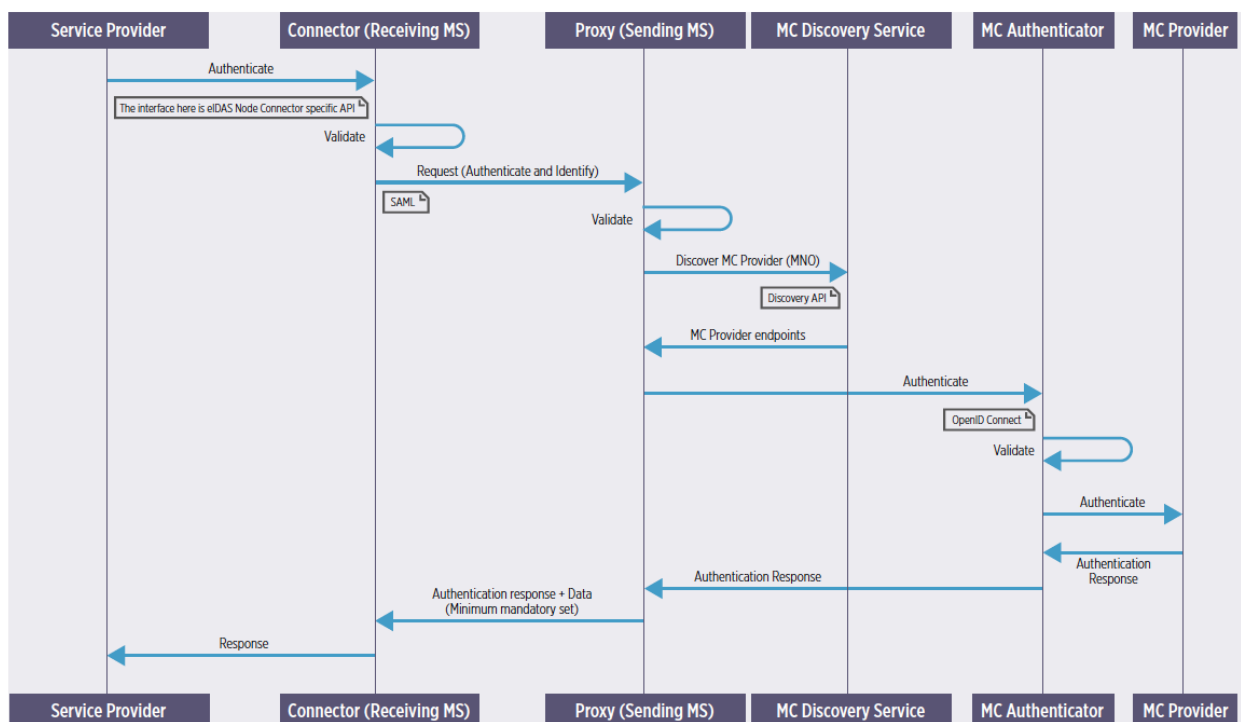 Service Provider
Connector (Receiving MS)
Proxy (Sending MS)
MC Discovery Service
MC Authenticator
MC Provider
Authenticate
The interface here is eIDAS Node Connector specific API
Validate
Request (Authenticate and Identify)
SAML
Validate
Discover MC Provider (MNO)
Discovery API
MC Provider endpoints
Authenticate
OpenID Connect
Validate
Authenticate
Authentication
Response
Authentication Response
Authentication response + Data
(Minimum mandatory set)
Response
Service Provider
Connector (Receiving MS)
Proxy (Sending MS)
MC Discovery Service
MC Authenticator
MC Provider